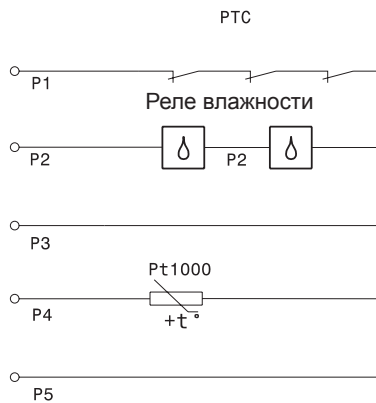 PTC
P1
Реле влажности
P2 P2
P3
Pt1000
P4
+t°
P5